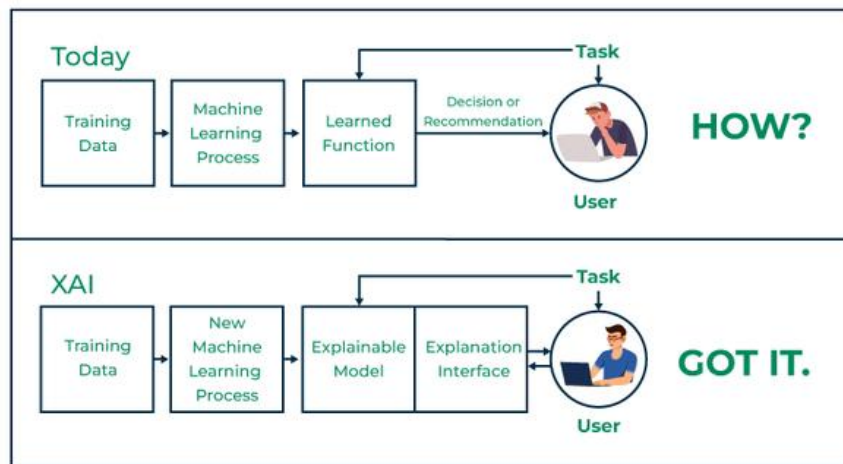 Today
Task
Training
Data
Machine
Learning
Process
Learned
Function
Decision or
Recommendation
HOW?
User
XAI
Task
Training
Data
New
Machine
Learning
Process
Explainable
Model
Explanation
Interface
GOT IT.
User